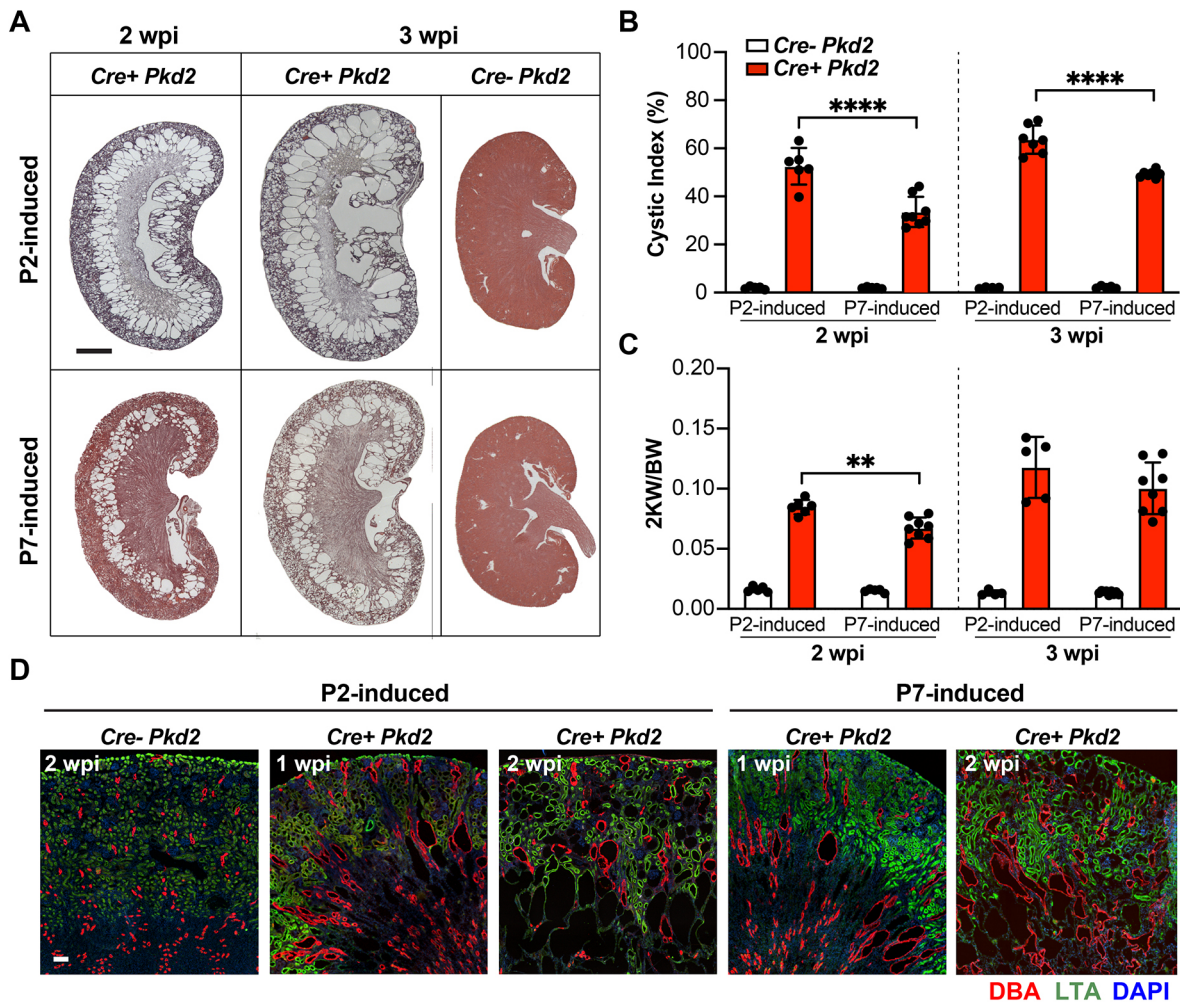 A
2 wpi 3 wpi
Cre+ Pkd2 Cre+ Pkd2 Cre- Pkd2
P2-induced
P7-induced
B
Cre- Pkd2
Cre+ Pkd2
Cystic Index (%)
100
80
60
40
20
0
****
****
P2-induced P7-induced P2-induced P7-induced
2 wpi 3 wpi
C
2KW/BW
0.20
0.15
0.10
0.05
0.00
**
P2-induced P7-induced P2-induced P7-induced
2 wpi 3 wpi
D
P2-induced P7-induced
Cre- Pkd2 Cre+ Pkd2 Cre+ Pkd2 Cre+ Pkd2 Cre+ Pkd2
2 wpi 1 wpi 2 wpi 1 wpi 2 wpi
DBA LTA DAPI